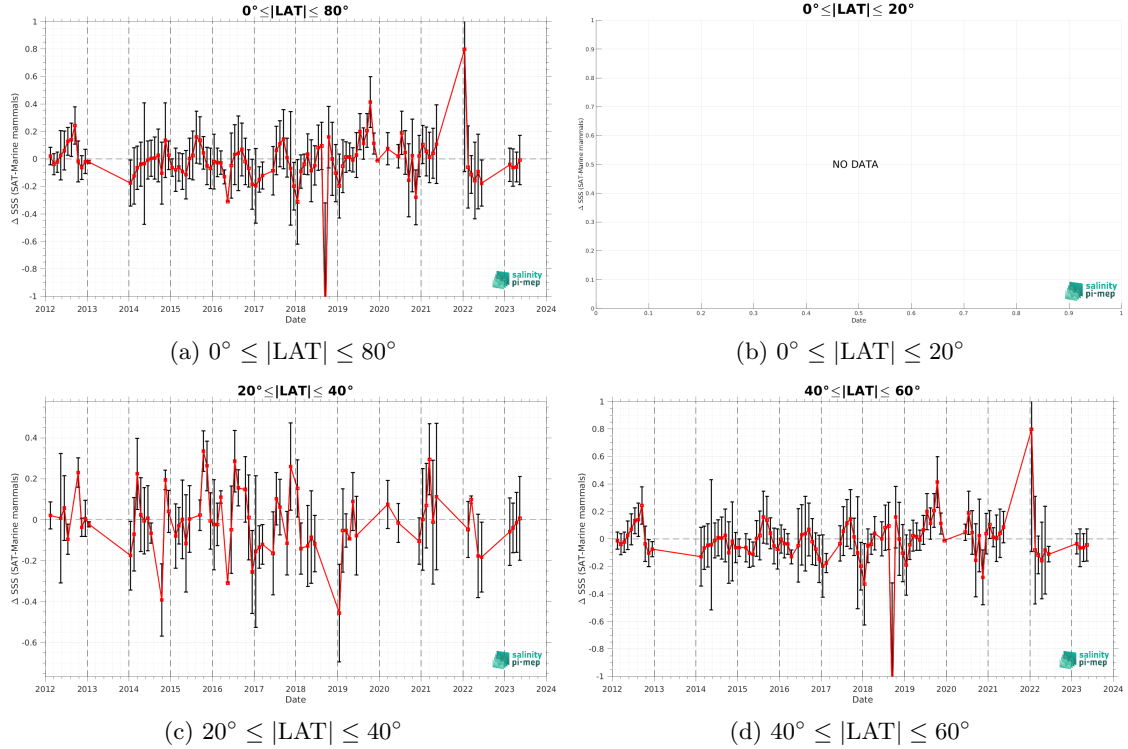 0°≤|LAT|≤ 80°
Δ SSS (SAT-Marine mammals)
1
0.8
0.6
0.4
0.2
0
-0.2
-0.4
-0.6
-0.8
-1
2012 2013 2014 2015 2016 2017 2018 2019 2020 2021 2022 2023 2024
Date
salinity
pi-mep
(a) 0° ≤ |LAT| ≤ 80°
0°≤|LAT|≤ 20°
Δ SSS (SAT-Marine mammals)
1
0.9
0.8
0.7
0.6
0.5
0.4
0.3
0.2
0.1
0
NO DATA
0 0.1 0.2 0.3 0.4 0.5 0.6 0.7 0.8 0.9 1
Date
salinity
pi-mep
(b) 0° ≤ |LAT| ≤ 20°
20°≤|LAT|≤ 40°
Δ SSS (SAT-Marine mammals)
0.4
0.2
0
-0.2
-0.4
-0.6
2012 2013 2014 2015 2016 2017 2018 2019 2020 2021 2022 2023 2024
Date
salinity
pi-mep
(c) 20° ≤ |LAT| ≤ 40°
40°≤|LAT|≤ 60°
Δ SSS (SAT-Marine mammals)
1
0.8
0.6
0.4
0.2
0
-0.2
-0.4
-0.6
-0.8
-1
2012 2013 2014 2015 2016 2017 2018 2019 2020 2021 2022 2023 2024
Date
salinity
pi-mep
(d) 40° ≤ |LAT| ≤ 60°